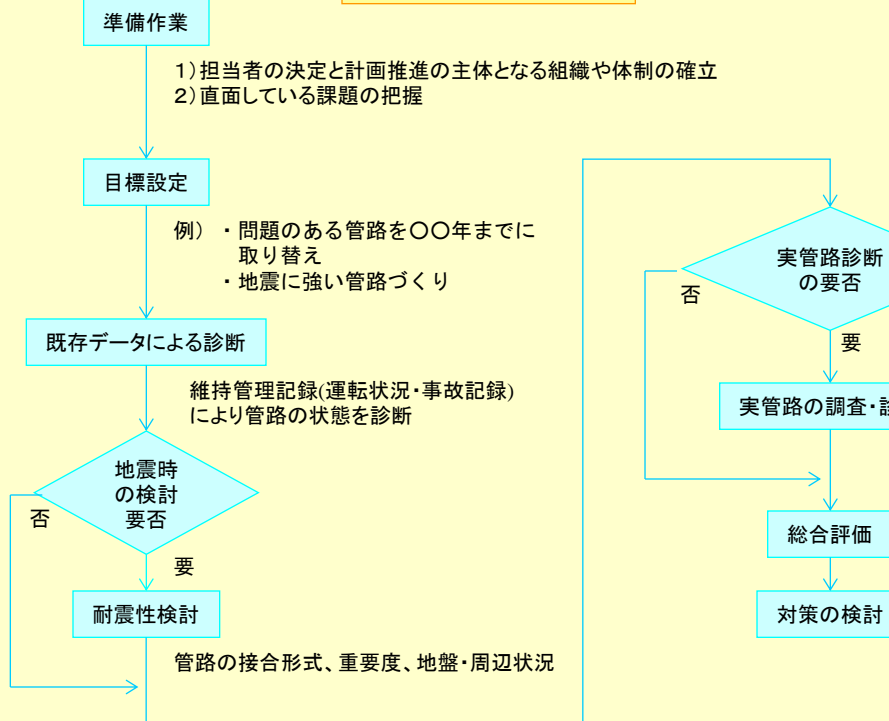 準備作業
1）担当者の決定と計画推進の主体となる組織や体制の確立
2）直面している課題の把握
目標設定
例） ・問題のある管路を〇〇年までに
取り替え
・地震に強い管路づくり
既存データによる診断
維持管理記録(運転状況・事故記録)
により管路の状態を診断
地震時
の検討
要否
否
要
耐震性検討
管路の接合形式、重要度、地盤・周辺状況
実管路診断
の要否
否
要
実管路の調査・
総合評価
対策の検討